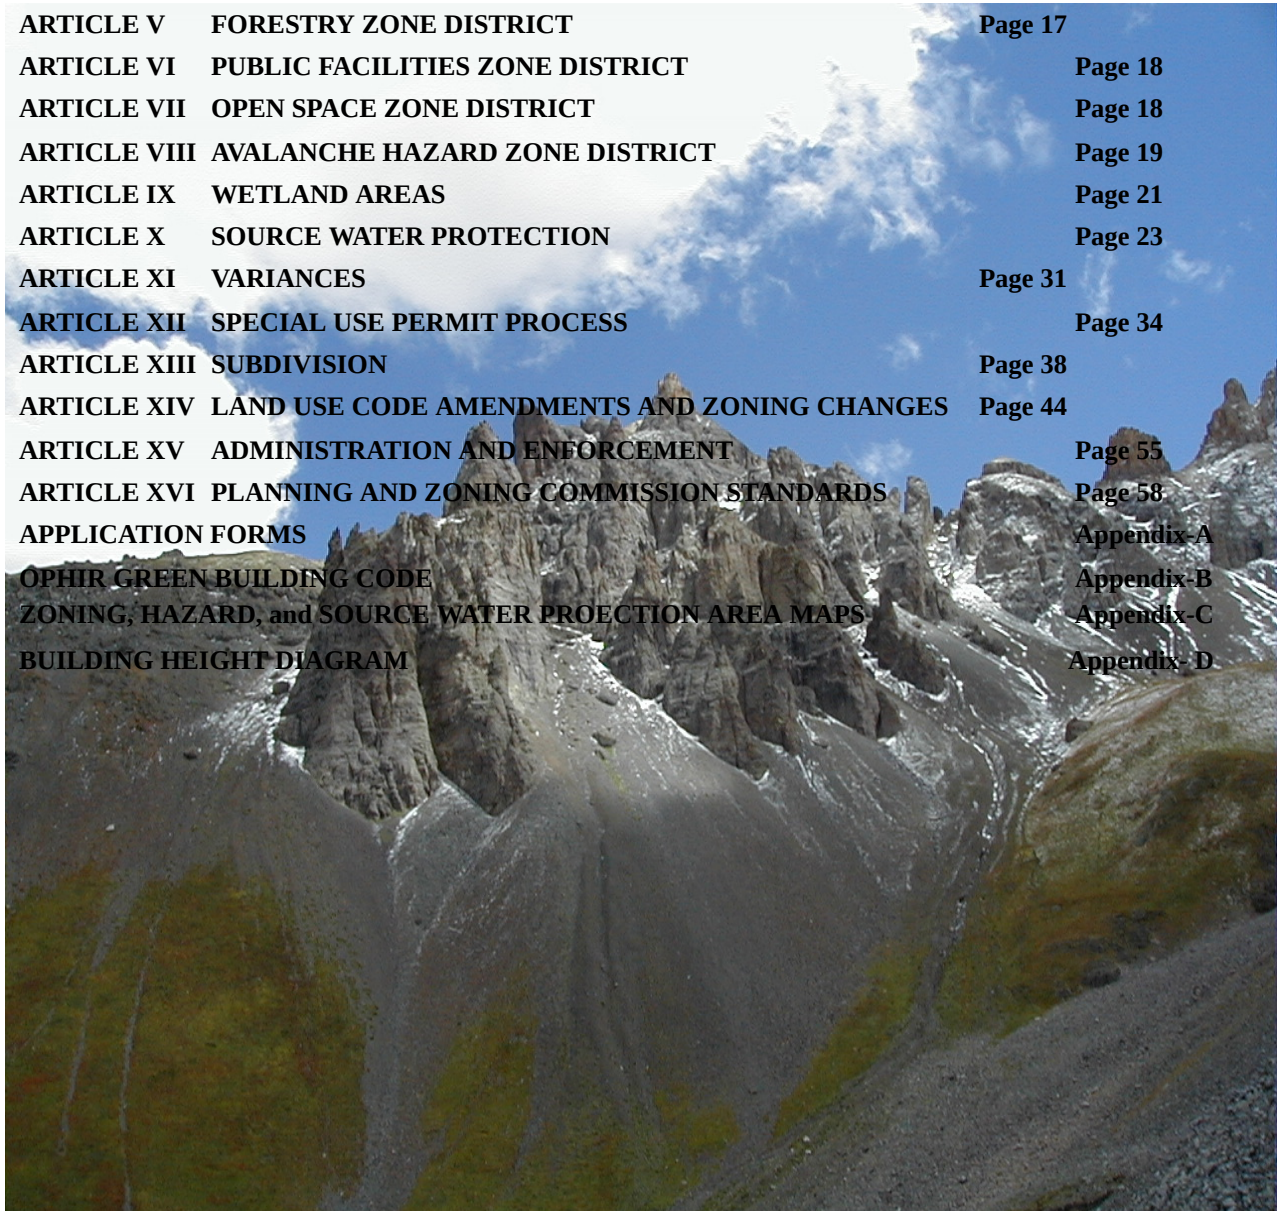 ARTICLE V FORESTRY ZONE DISTRICT Page 17
ARTICLE VI PUBLIC FACILITIES ZONE DISTRICT Page 18
ARTICLE VII OPEN SPACE ZONE DISTRICT Page 18
ARTICLE VIII AVALANCHE HAZARD ZONE DISTRICT Page 19
ARTICLE IX WETLAND AREAS Page 21
ARTICLE X SOURCE WATER PROTECTION Page 23
ARTICLE XI VARIANCES Page 31
ARTICLE XII SPECIAL USE PERMIT PROCESS Page 34
ARTICLE XIII SUBDIVISION Page 38
ARTICLE XIV LAND USE CODE AMENDMENTS AND ZONING CHANGES Page 44
ARTICLE XV ADMINISTRATION AND ENFORCEMENT Page 55
ARTICLE XVI PLANNING AND ZONING COMMISSION STANDARDS Page 58
APPLICATION FORMS Appendix-A
OPHIR GREEN BUILDING CODE Appendix-B
ZONING, HAZARD, and SOURCE WATER PROECTION AREA MAPS Appendix-C
BUILDING HEIGHT DIAGRAM Appendix- D